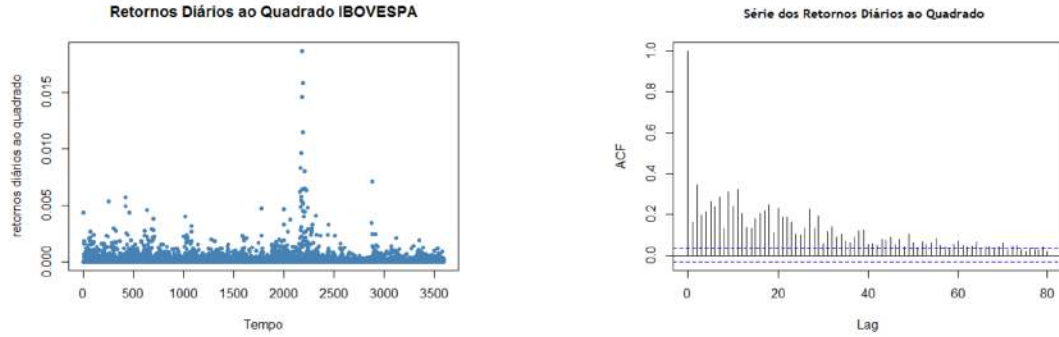 Retornos Diários ao Quadrado IBOVESPA
retornos diários ao quadrado
0.000
0.005
0.010
0.015
0 500 1000 1500 2000 2500 3000 3500
Tempo
Série dos Retornos Diários ao Quadrado
ACF
0.0
0.2
0.4
0.6
0.8
1.0
0 20 40 60 80
Lag